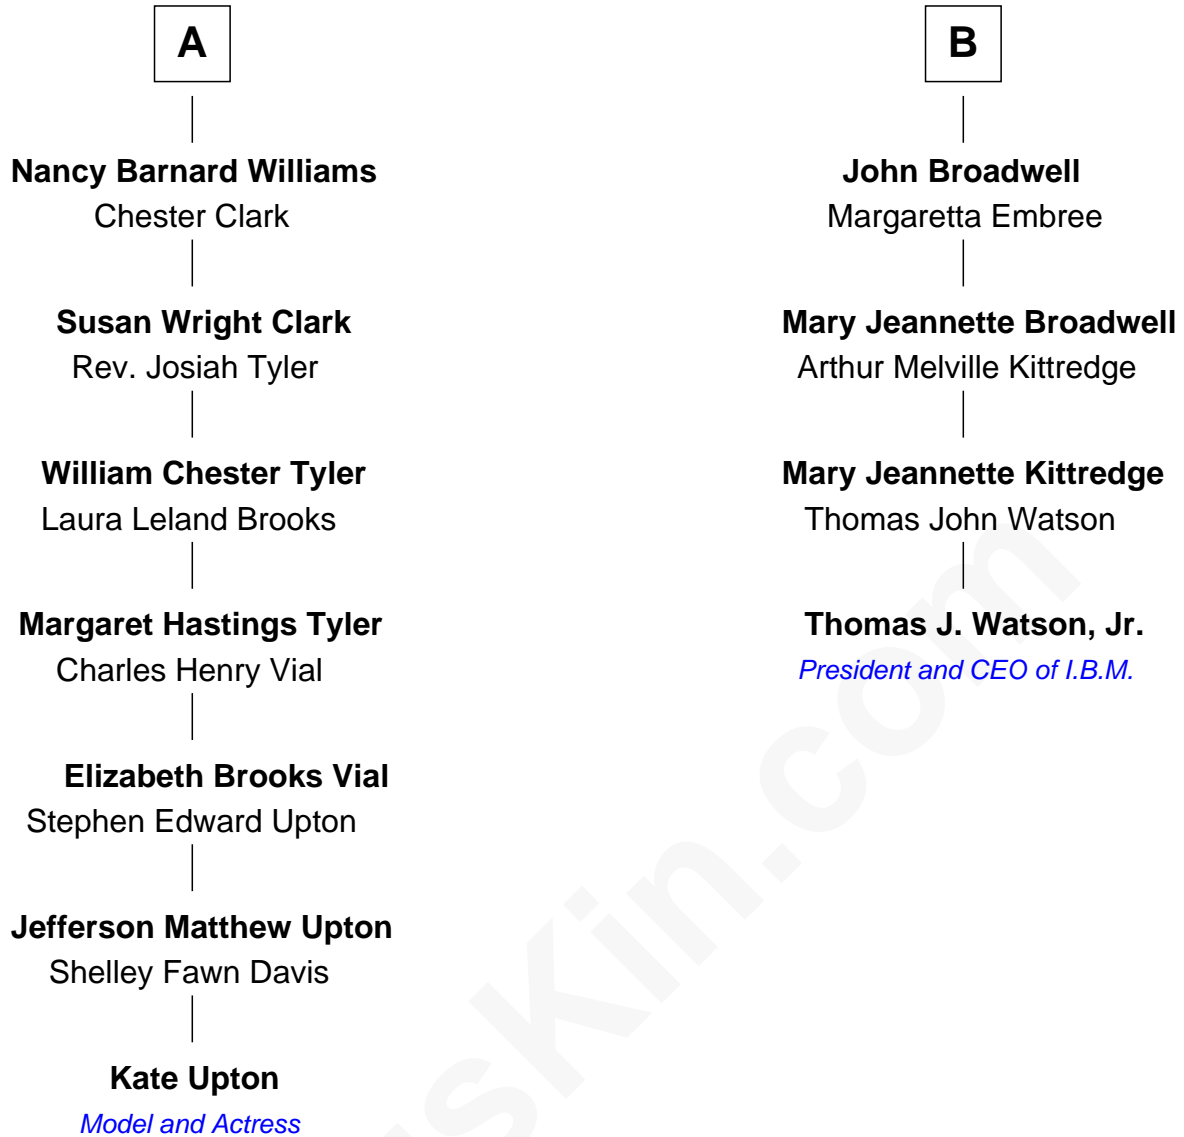 A
Nancy Barnard Williams
Chester Clark
Susan Wright Clark
Rev. Josiah Tyler
William Chester Tyler
Laura Leland Brooks
Margaret Hastings Tyler
Charles Henry Vial
Elizabeth Brooks Vial
Stephen Edward Upton
Jefferson Matthew Upton
Shelley Fawn Davis
Kate Upton
Model and Actress
B
John Broadwell
Margaretta Embree
Mary Jeannette Broadwell
Arthur Melville Kittredge
Mary Jeannette Kittredge
Thomas John Watson
Thomas J. Watson, Jr.
President and CEO of I.B.M.
usKin.com